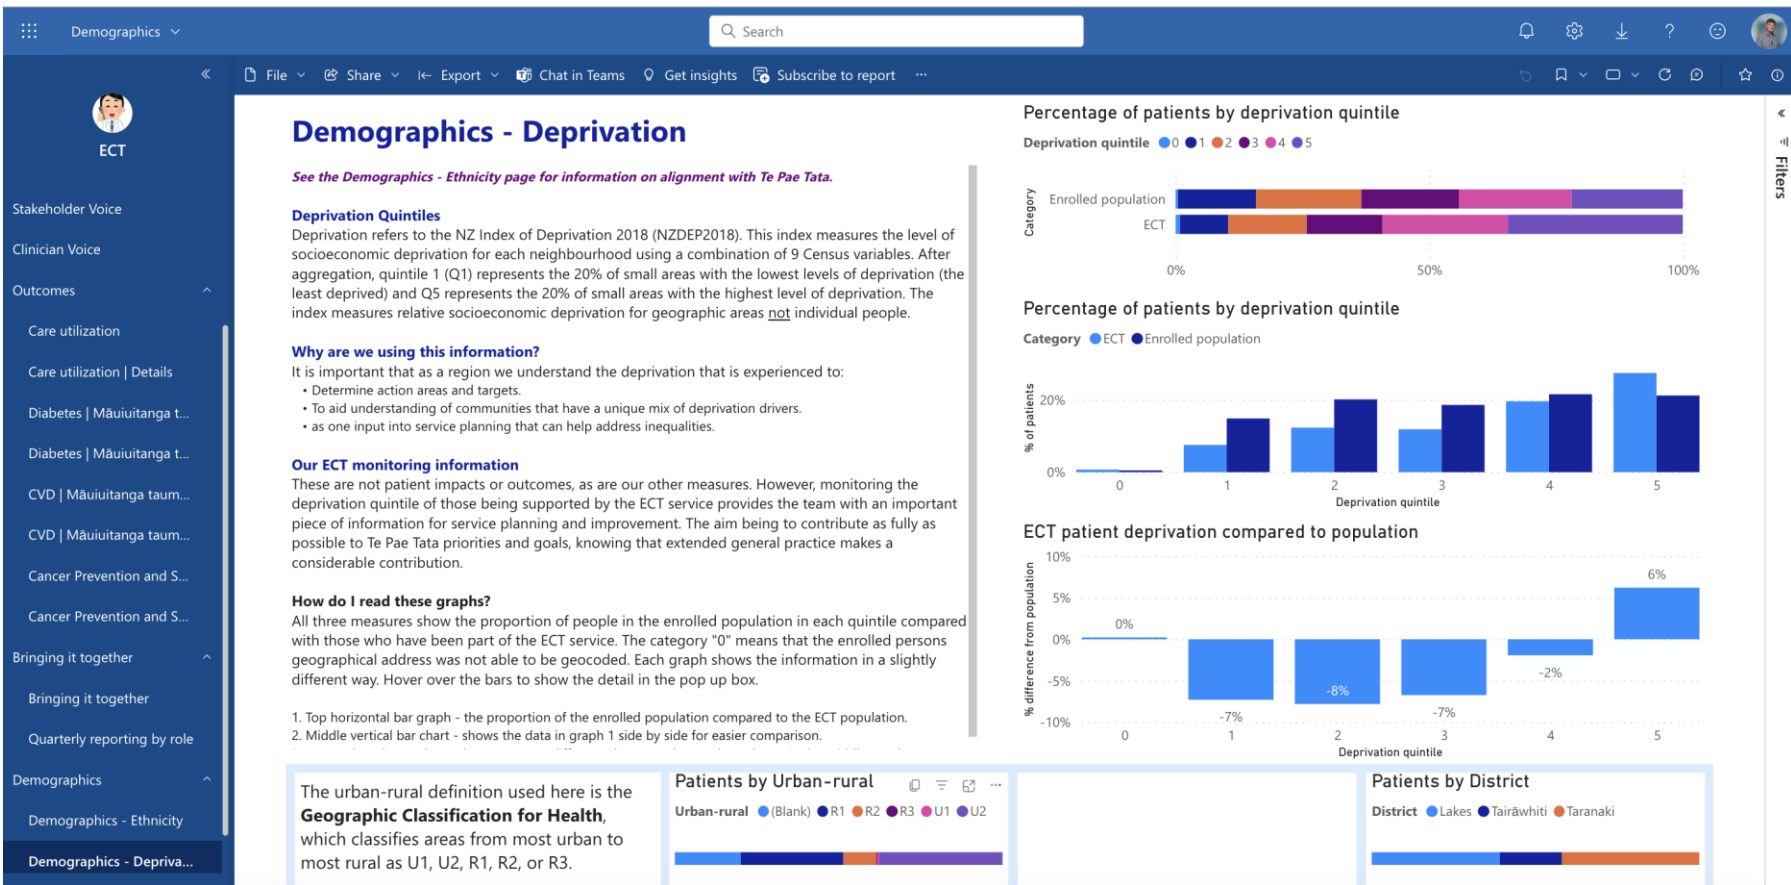 Demographics
Search
File
Share
Export
Chat in Teams
Get insights
Subscribe to report
ECT
Stakeholder Voice
Clinician Voice
Outcomes
Care utilization
Care utilization | Details
Diabetes | Māuiuitanga t...
Diabetes | Māuiuitanga t...
CVD | Māuiuitanga taum...
CVD | Māuiuitanga taum...
Cancer Prevention and S...
Cancer Prevention and S...
Bringing it together
Bringing it together
Quarterly reporting by role
Demographics
Demographics - Ethnicity
Demographics - Depriva...
Demographics - Deprivation
See the Demographics - Ethnicity page for information on alignment with Te Pae Tata.
Deprivation Quintiles
Deprivation refers to the NZ Index of Deprivation 2018 (NZDEP2018). This index measures the level of
socioeconomic deprivation for each neighbourhood using a combination of 9 Census variables. After
aggregation, quintile 1 (Q1) represents the 20% of small areas with the lowest levels of deprivation (the
least deprived) and Q5 represents the 20% of small areas with the highest level of deprivation. The
index measures relative socioeconomic deprivation for geographic areas not individual people.
Why are we using this information?
It is important that as a region we understand the deprivation that is experienced to:
• Determine action areas and targets.
• To aid understanding of communities that have a unique mix of deprivation drivers.
• as one input into service planning that can help address inequalities.
Our ECT monitoring information
These are not patient impacts or outcomes, as are our other measures. However, monitoring the
deprivation quintile of those being supported by the ECT service provides the team with an important
piece of information for service planning and improvement. The aim being to contribute as fully as
possible to Te Pae Tata priorities and goals, knowing that extended general practice makes a
considerable contribution.
How do I read these graphs?
All three measures show the proportion of people in the enrolled population in each quintile compared
with those who have been part of the ECT service. The category "0" means that the enrolled persons
geographical address was not able to be geocoded. Each graph shows the information in a slightly
different way. Hover over the bars to show the detail in the pop up box.
1. Top horizontal bar graph - the proportion of the enrolled population compared to the ECT population.
2. Middle vertical bar chart - shows the data in graph 1 side by side for easier comparison.
Percentage of patients by deprivation quintile
Deprivation quintile 0 1 2 3 4 5
Category
Enrolled population
ECT
0% 50% 100%
Percentage of patients by deprivation quintile
Category ECT Enrolled population
% of patients
20%
0%
0 1 2 3 4 5
Deprivation quintile
ECT patient deprivation compared to population
% difference from population
10%
5%
0%
-5%
-10%
0% -7% -8% -7% -2% 6%
0 1 2 3 4 5
Deprivation quintile
Filters
The urban-rural definition used here is the
Geographic Classification for Health,
which classifies areas from most urban to
most rural as U1, U2, R1, R2, or R3.
Patients by Urban-rural
Urban-rural (Blank) R1 R2 R3 U1 U2
Patients by District
District Lakes Tairāwhiti Taranaki